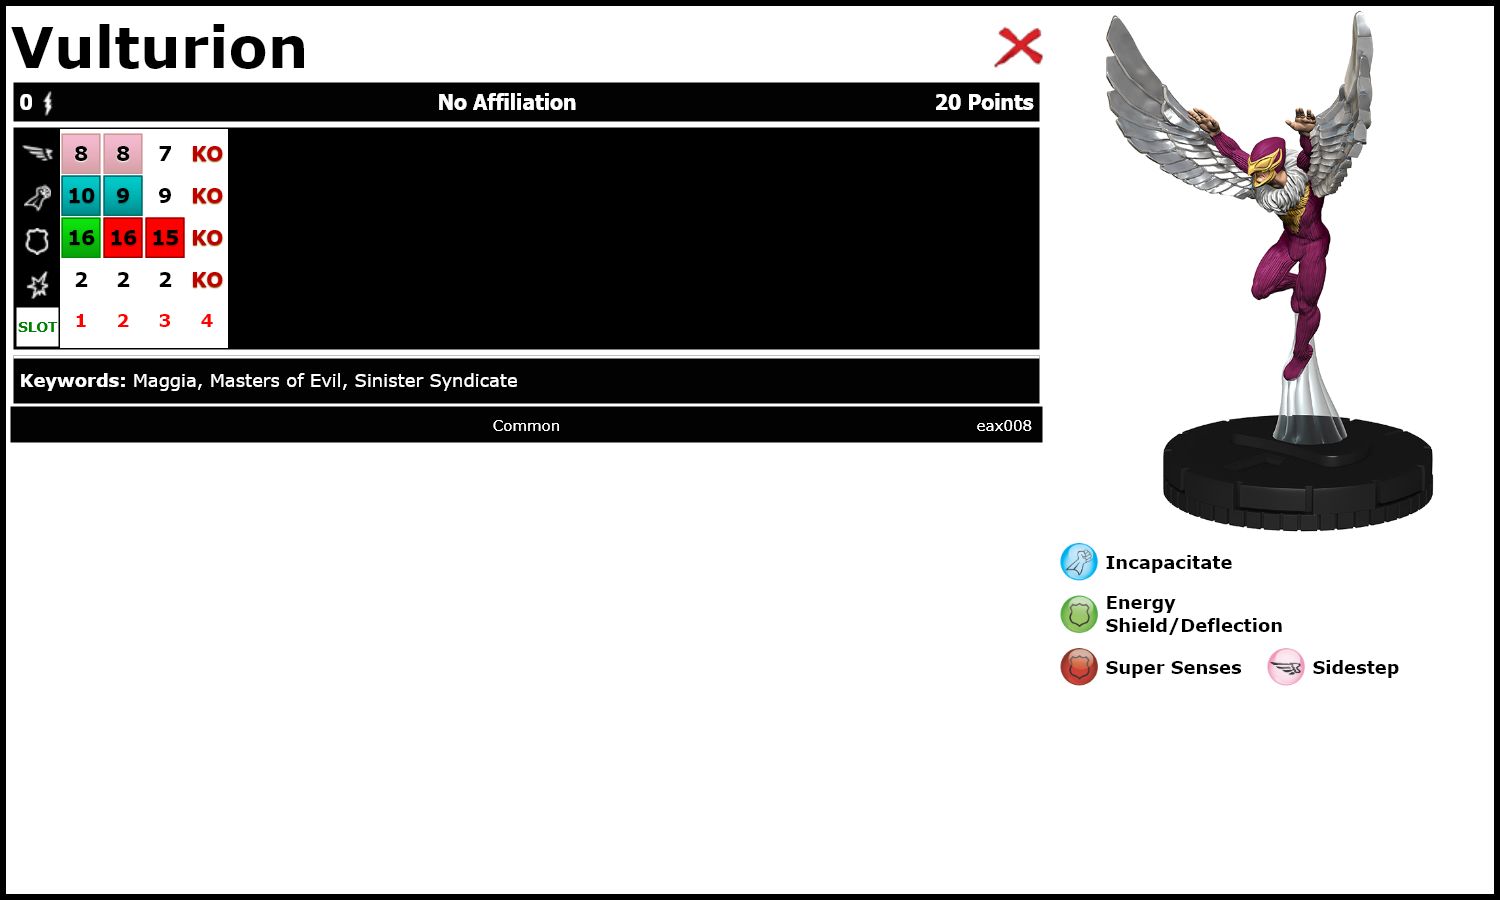 Vulturion
0 No Affiliation 20 Points
8 8 7 KO
10 9 9 KO
16 16 15 KO
2 2 2 KO
SLOT 1 2 3 4
Keywords: Maggia, Masters of Evil, Sinister Syndicate
Common eax008
Incapacitate
Energy
Shield/Deflection
Super Senses Sidestep